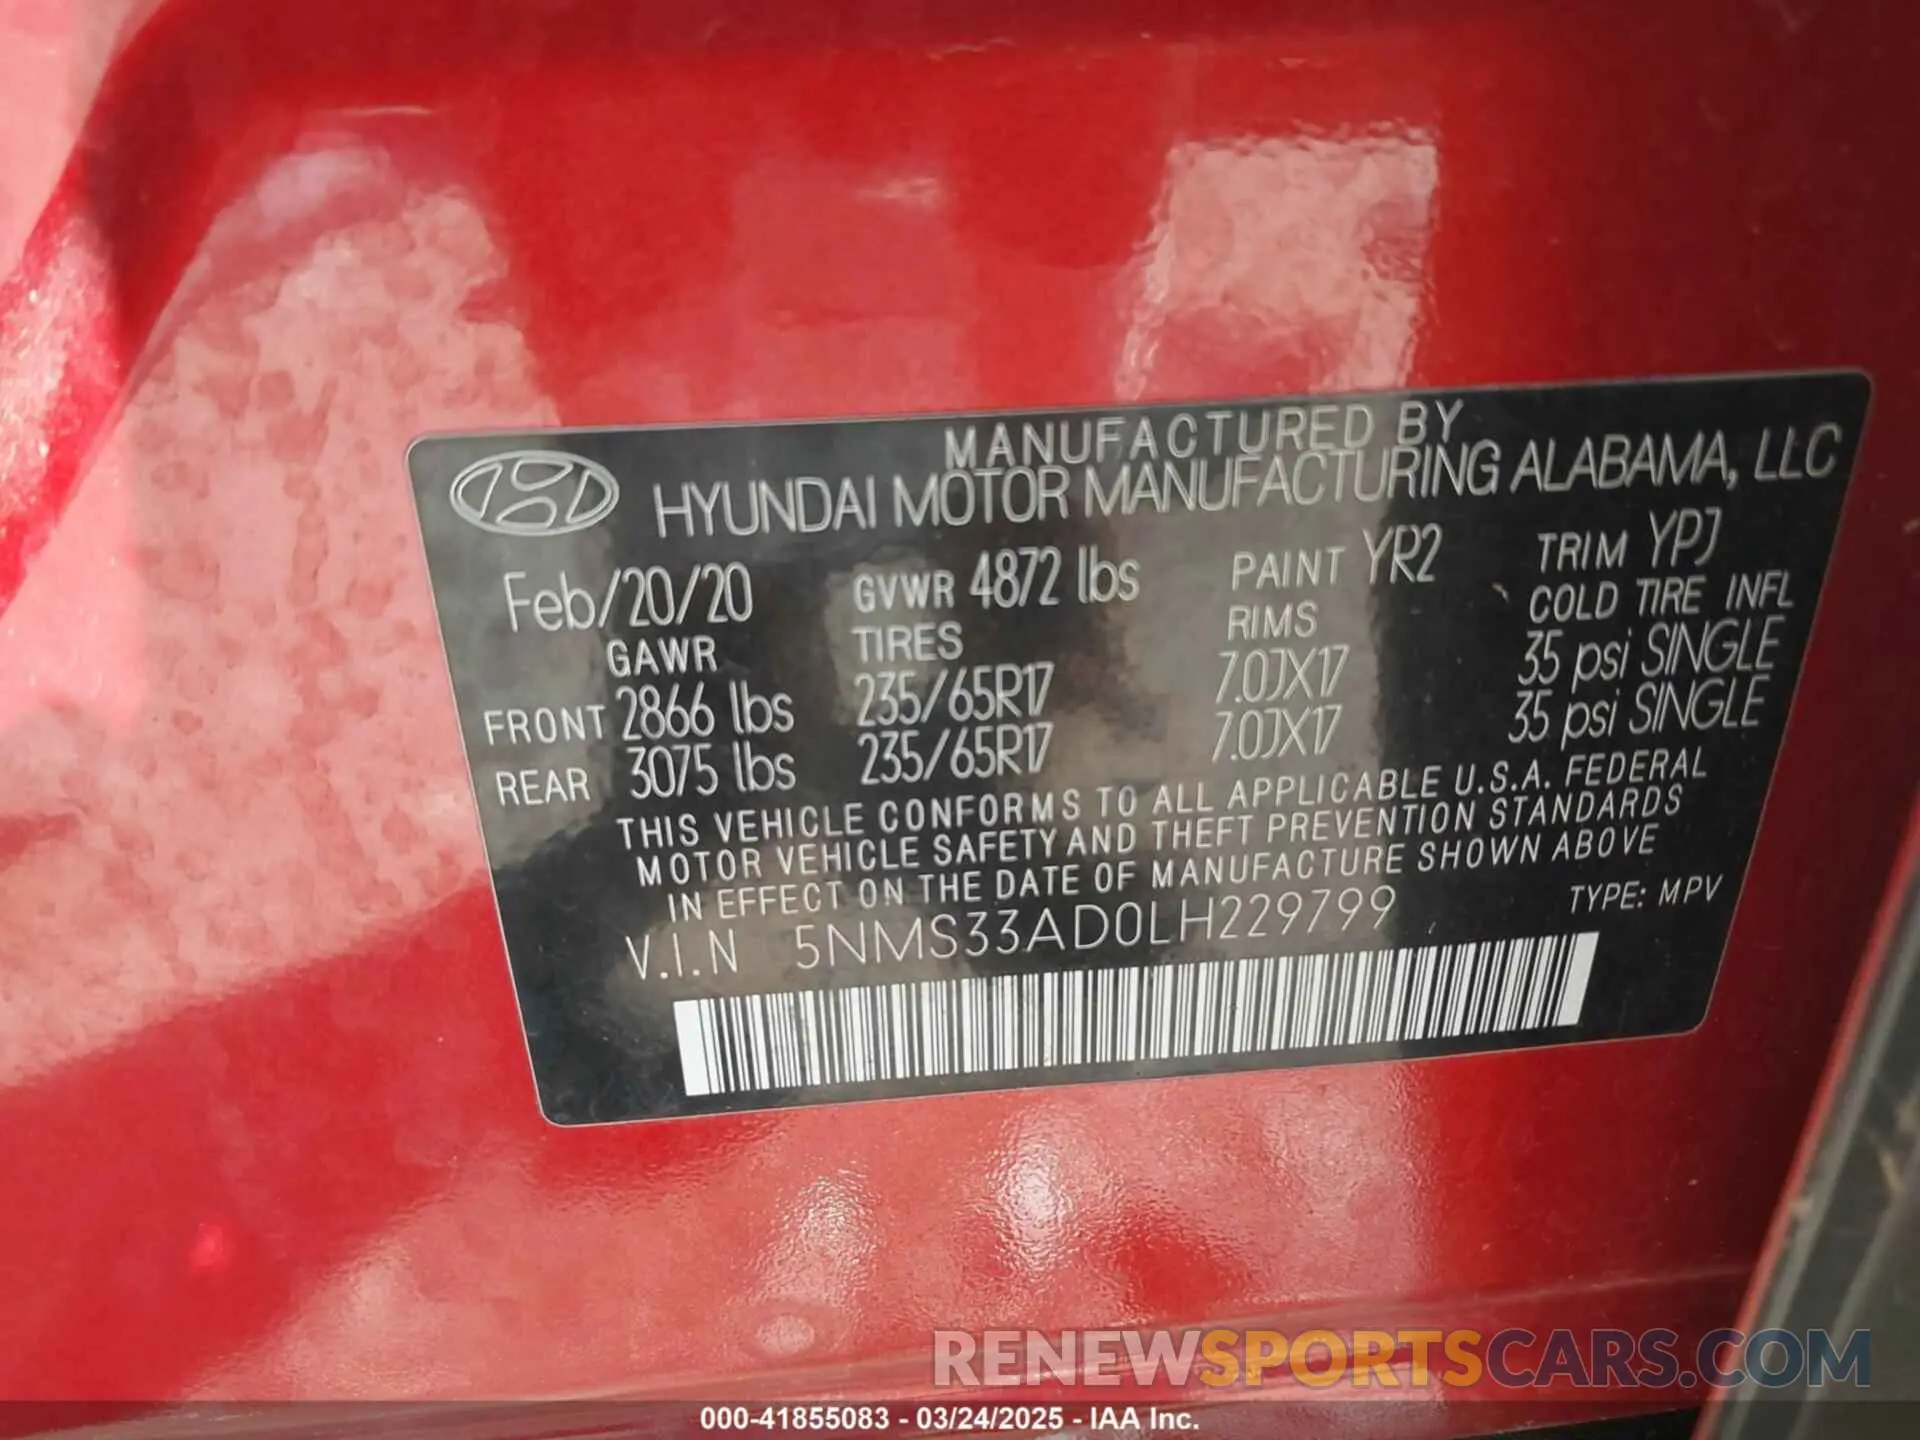 MANUFACTURED BY
HYUNDAI MOTOR MANUFACTURING ALABAMA, LLC
Feb/20/20 GVWR 4872 lbs PAINT YR2 TRIM YPJ
GAWR TIRES RIMS COLD TIRE INFL
FRONT 2866 lbs 235/65R17 7.0JX17 35 psi SINGLE
REAR 3075 lbs 235/65R17 7.0JX17 35 psi SINGLE
THIS VEHICLE CONFORMS TO ALL APPLICABLE U.S.A. FEDERAL
MOTOR VEHICLE SAFETY AND THEFT PREVENTION STANDARDS
IN EFFECT ON THE DATE OF MANUFACTURE SHOWN ABOVE
V.I.N 5NMS33AD0LH229799 TYPE: MPV
RENEWSPORTSCARS.COM
000-41855083 - 03/24/2025 - IAA Inc.